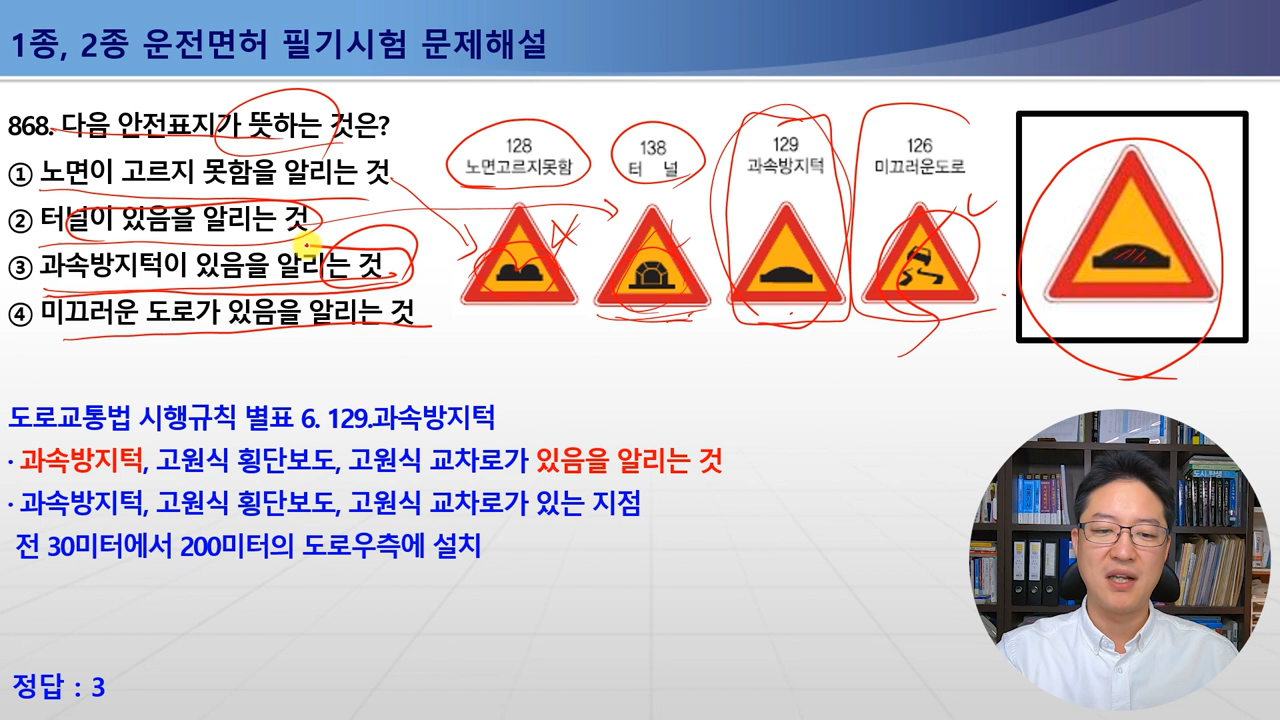 1종, 2종 운전면허 필기시험 문제해설
868. 다음 안전표지가 뜻하는 것은?
① 노면이 고르지 못함을 알리는 것
② 터널이 있음을 알리는 것
③ 과속방지턱이 있음을 알리는 것
④ 미끄러운 도로가 있음을 알리는 것
128
노면고르지못함
138
터 널
129
과속방지턱
126
미끄러운도로
도로교통법 시행규칙 별표 6. 129.과속방지턱
· 과속방지턱, 고원식 횡단보도, 고원식 교차로가 있음을 알리는 것
· 과속방지턱, 고원식 횡단보도, 고원식 교차로가 있는 지점
전 30미터에서 200미터의 도로우측에 설치
정답 : 3